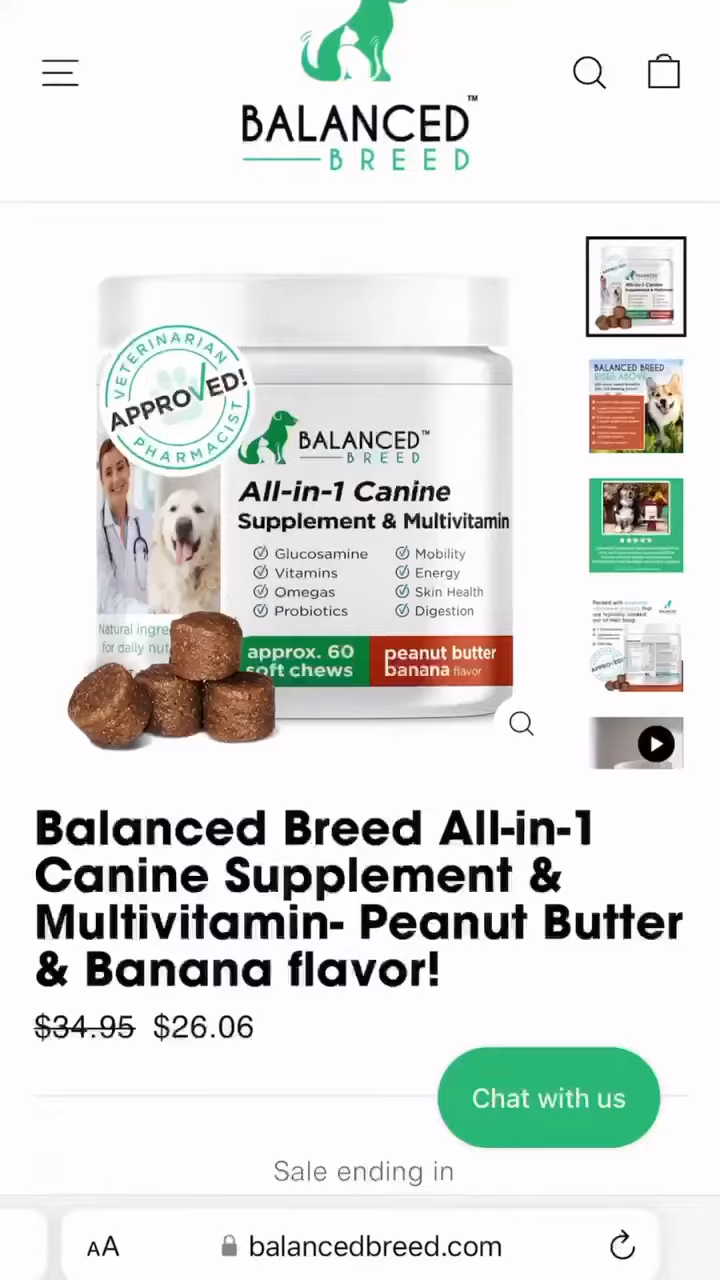 BALANCED™
BREED
VETERINARIAN
APPROVED!
PHARMACIST
BALANCED™
BREED
All-in-1 Canine
Supplement & Multivitamin
Glucosamine
Mobility
Vitamins
Energy
Omegas
Skin Health
Probiotics
Digestion
Natural ingre
for daily nut
approx. 60
soft chews
peanut butter
banana flavor
BALANCED BREED
RISES ABOVE
Balanced Breed All-in-1
Canine Supplement &
Multivitamin- Peanut Butter
& Banana flavor!
$34.95 $26.06
Chat with us
Sale ending in
AA
balancedbreed.com